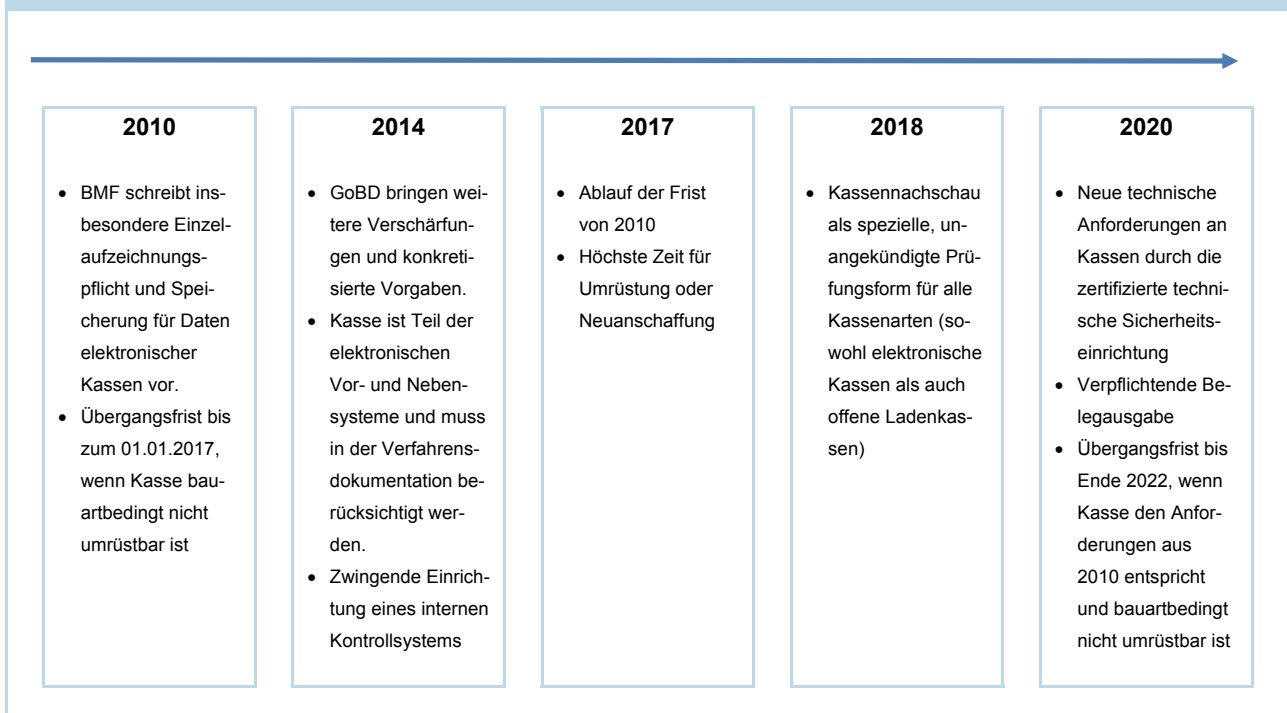 2010
• BMF schreibt ins-
besondere Einzel-
aufzeichnungs-
pflicht und Spei-
cherung für Daten
elektronischer
Kassen vor.
• Übergangsfrist bis
zum 01.01.2017,
wenn Kasse bau-
artbedingt nicht
umrüstbar ist
2014
• GoBD bringen wei-
tere Verschärfun-
gen und konkreti-
sierte Vorgaben.
• Kasse ist Teil der
elektronischen
Vor- und Neben-
systeme und muss
in der Verfahrens-
dokumentation be-
rücksichtigt wer-
den.
• Zwingende Einrich-
tung eines internen
Kontrollsystems
2017
• Ablauf der Frist
von 2010
• Höchste Zeit für
Umrüstung oder
Neuanschaffung
2018
• Kassennachschau
als spezielle, un-
angekündigte Prü-
fungsform für alle
Kassenarten (so-
wohl elektronische
Kassen als auch
offene Ladenkas-
sen)
2020
• Neue technische
Anforderungen an
Kassen durch die
zertifizierte techni-
sche Sicherheits-
einrichtung
• Verpflichtende Be-
legausgabe
• Übergangsfrist bis
Ende 2022, wenn
Kasse den Anfor-
derungen aus
2010 entspricht
und bauartbedingt
nicht umrüstbar ist